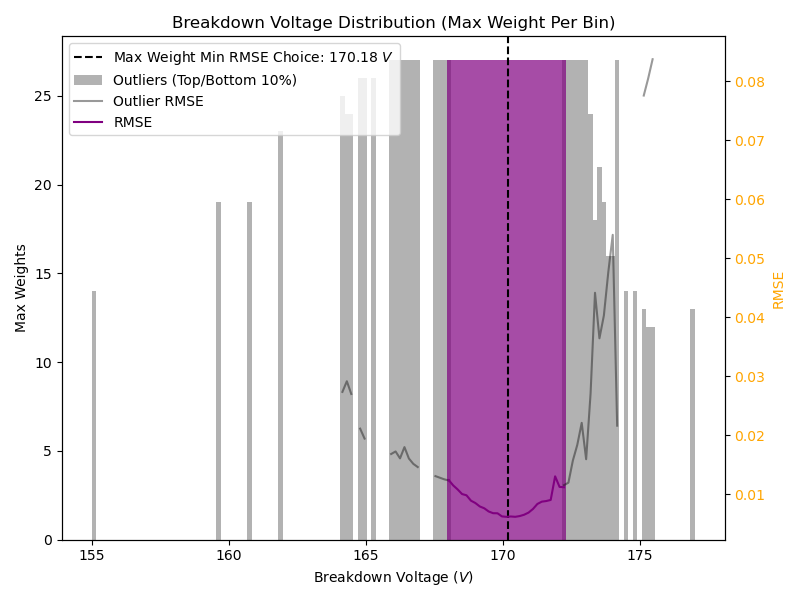 Breakdown Voltage Distribution (Max Weight Per Bin)
Max Weight Min RMSE Choice: 170.18 V
Outliers (Top/Bottom 10%)
Outlier RMSE
RMSE
Max Weights
25
20
15
10
5
0
0.08
0.07
0.06
0.05
0.04
0.03
0.02
0.01
RMSE
155 160 165 170 175
Breakdown Voltage (V)